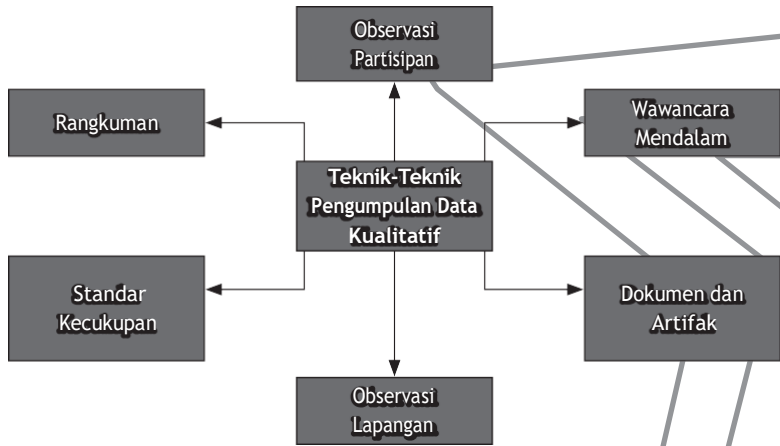 Observasi
Partisipan
Rangkuman
Wawancara
Mendalam
Teknik-Teknik
Pengumpulan Data
Kualitatif
Standar
Kecukupan
Dokumen dan
Artifak
Observasi
Lapangan